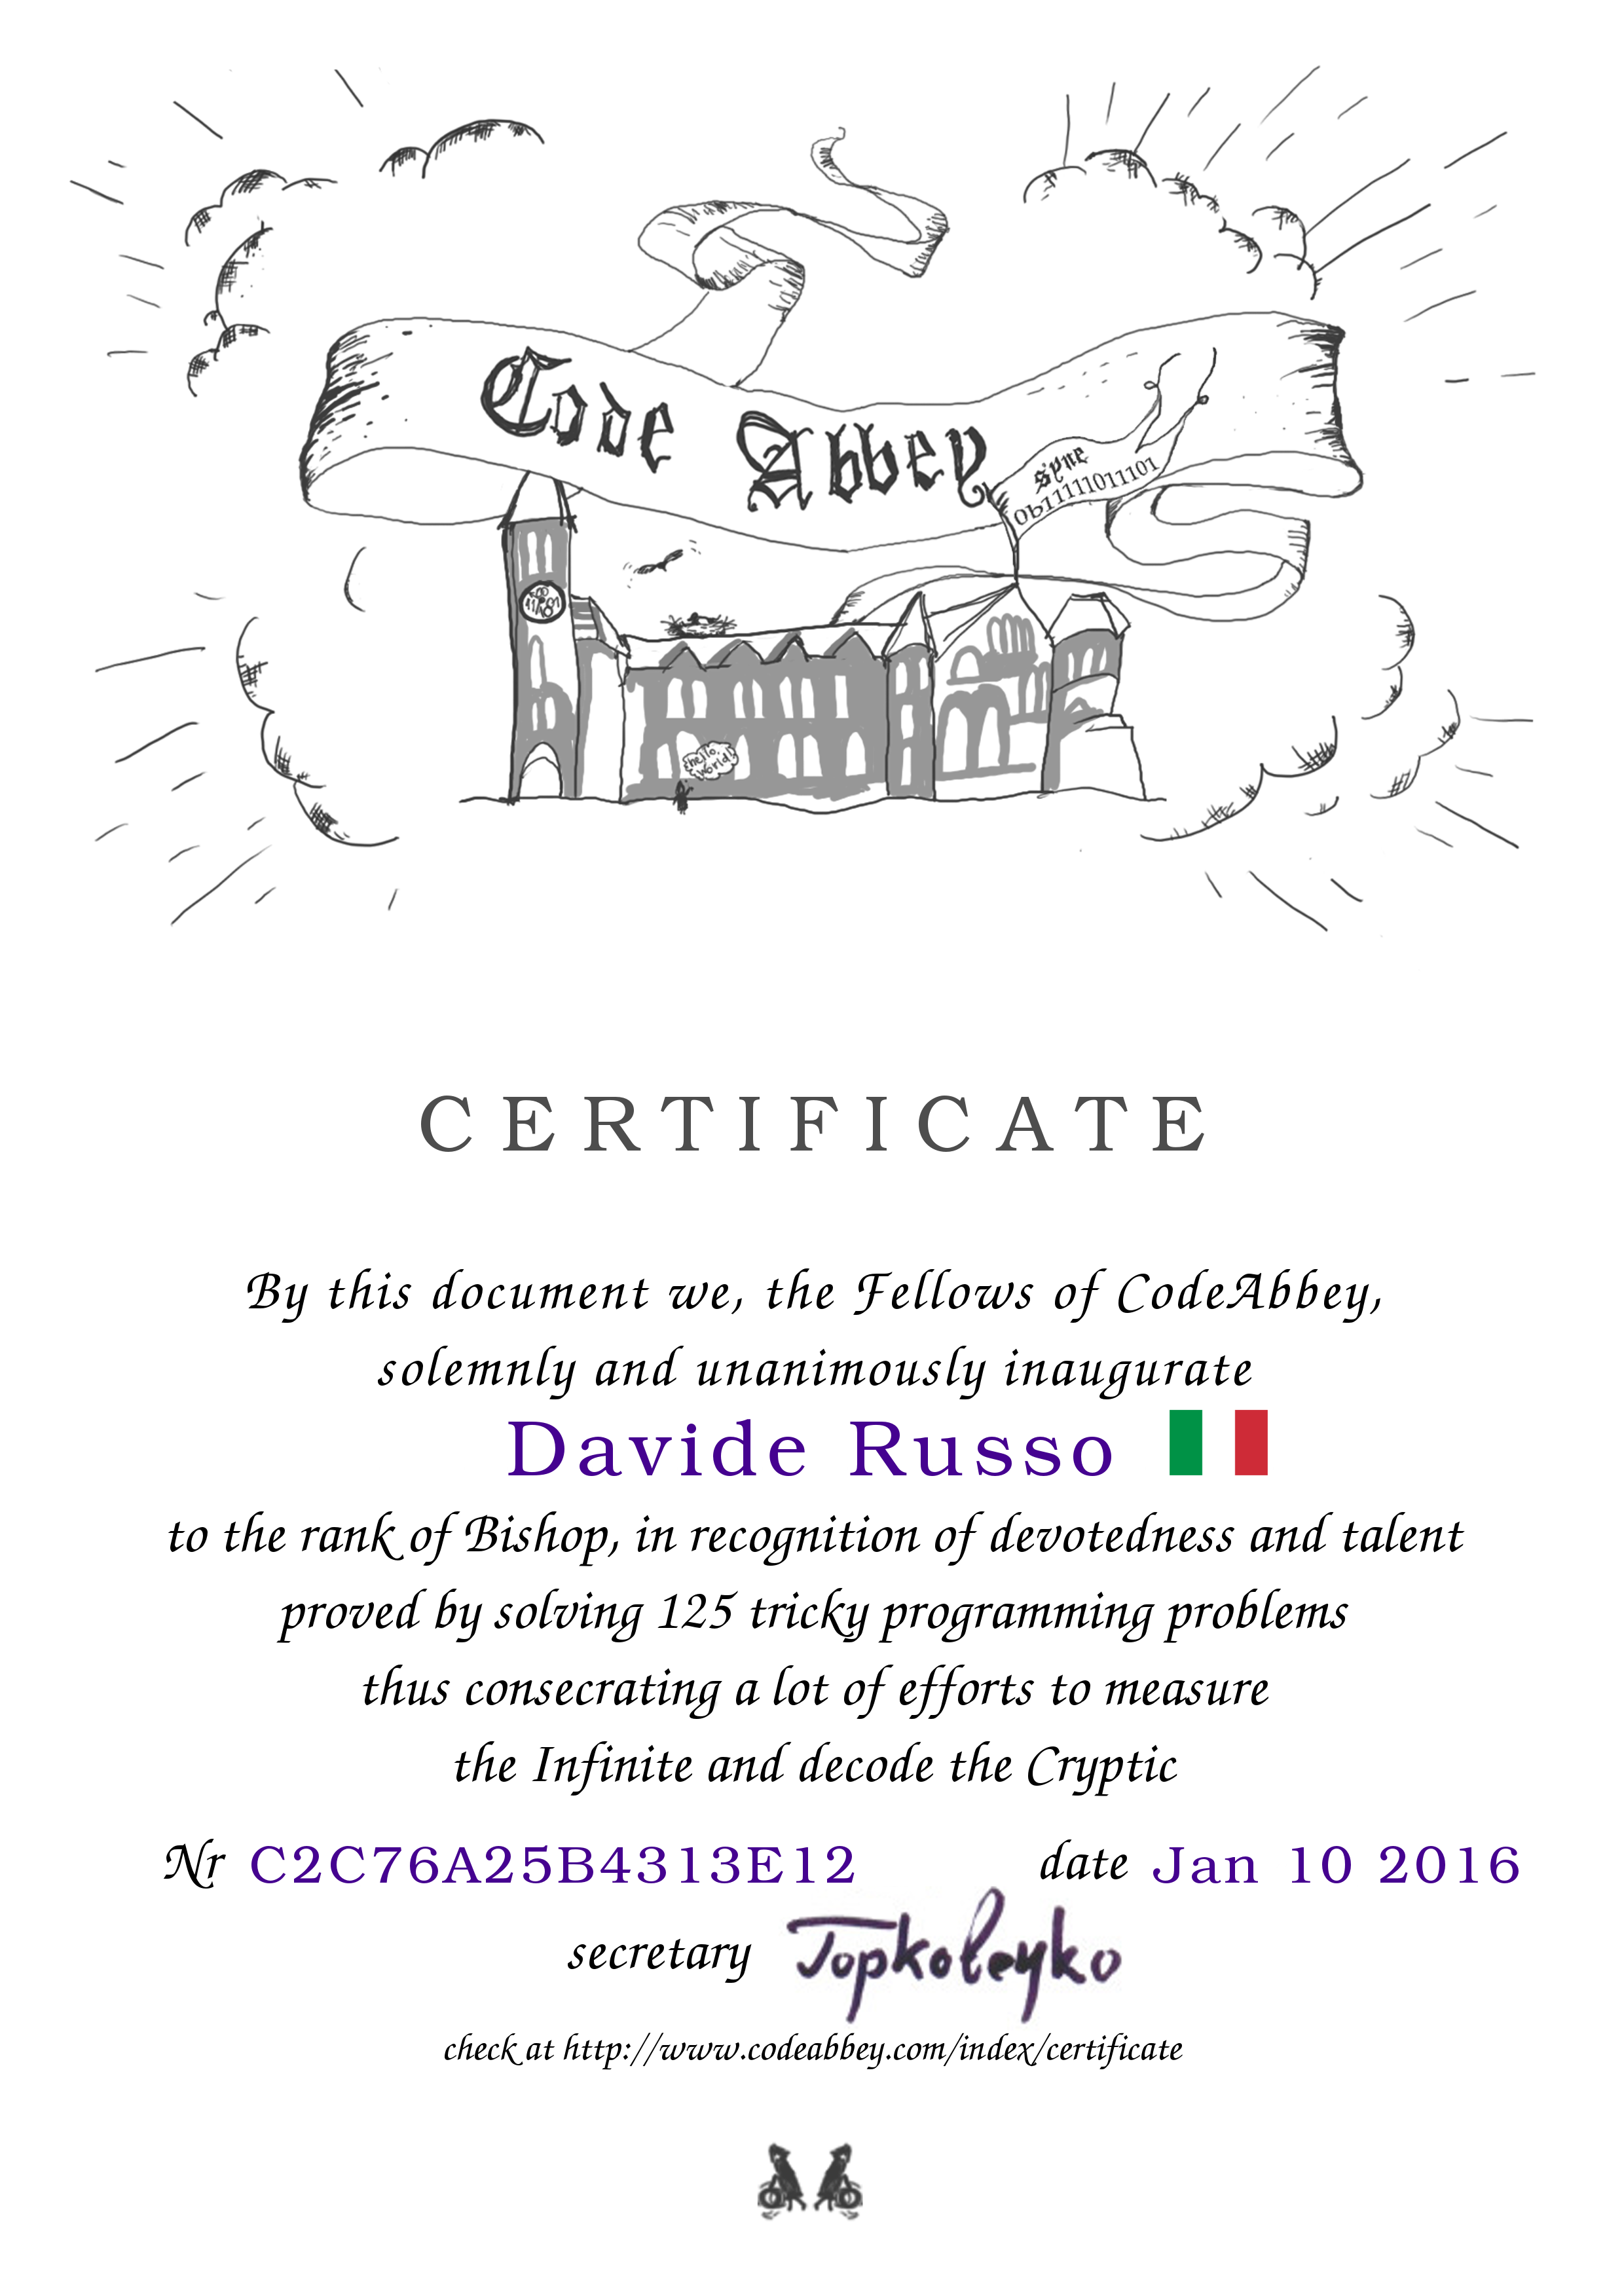 Code Abbey
syne
0b11111011101
hello,
world!
CERTIFICATE
By this document we, the Fellows of CodeAbbey,
solemnly and unanimously inaugurate
Davide Russo
to the rank of Bishop, in recognition of devotedness and talent
proved by solving 125 tricky programming problems
thus consecrating a lot of efforts to measure
the Infinite and decode the Cryptic
Nr C2C76A25B4313E12 date Jan 10 2016
secretary Topkoleyko
check at http://www.codeabbey.com/index/certificate